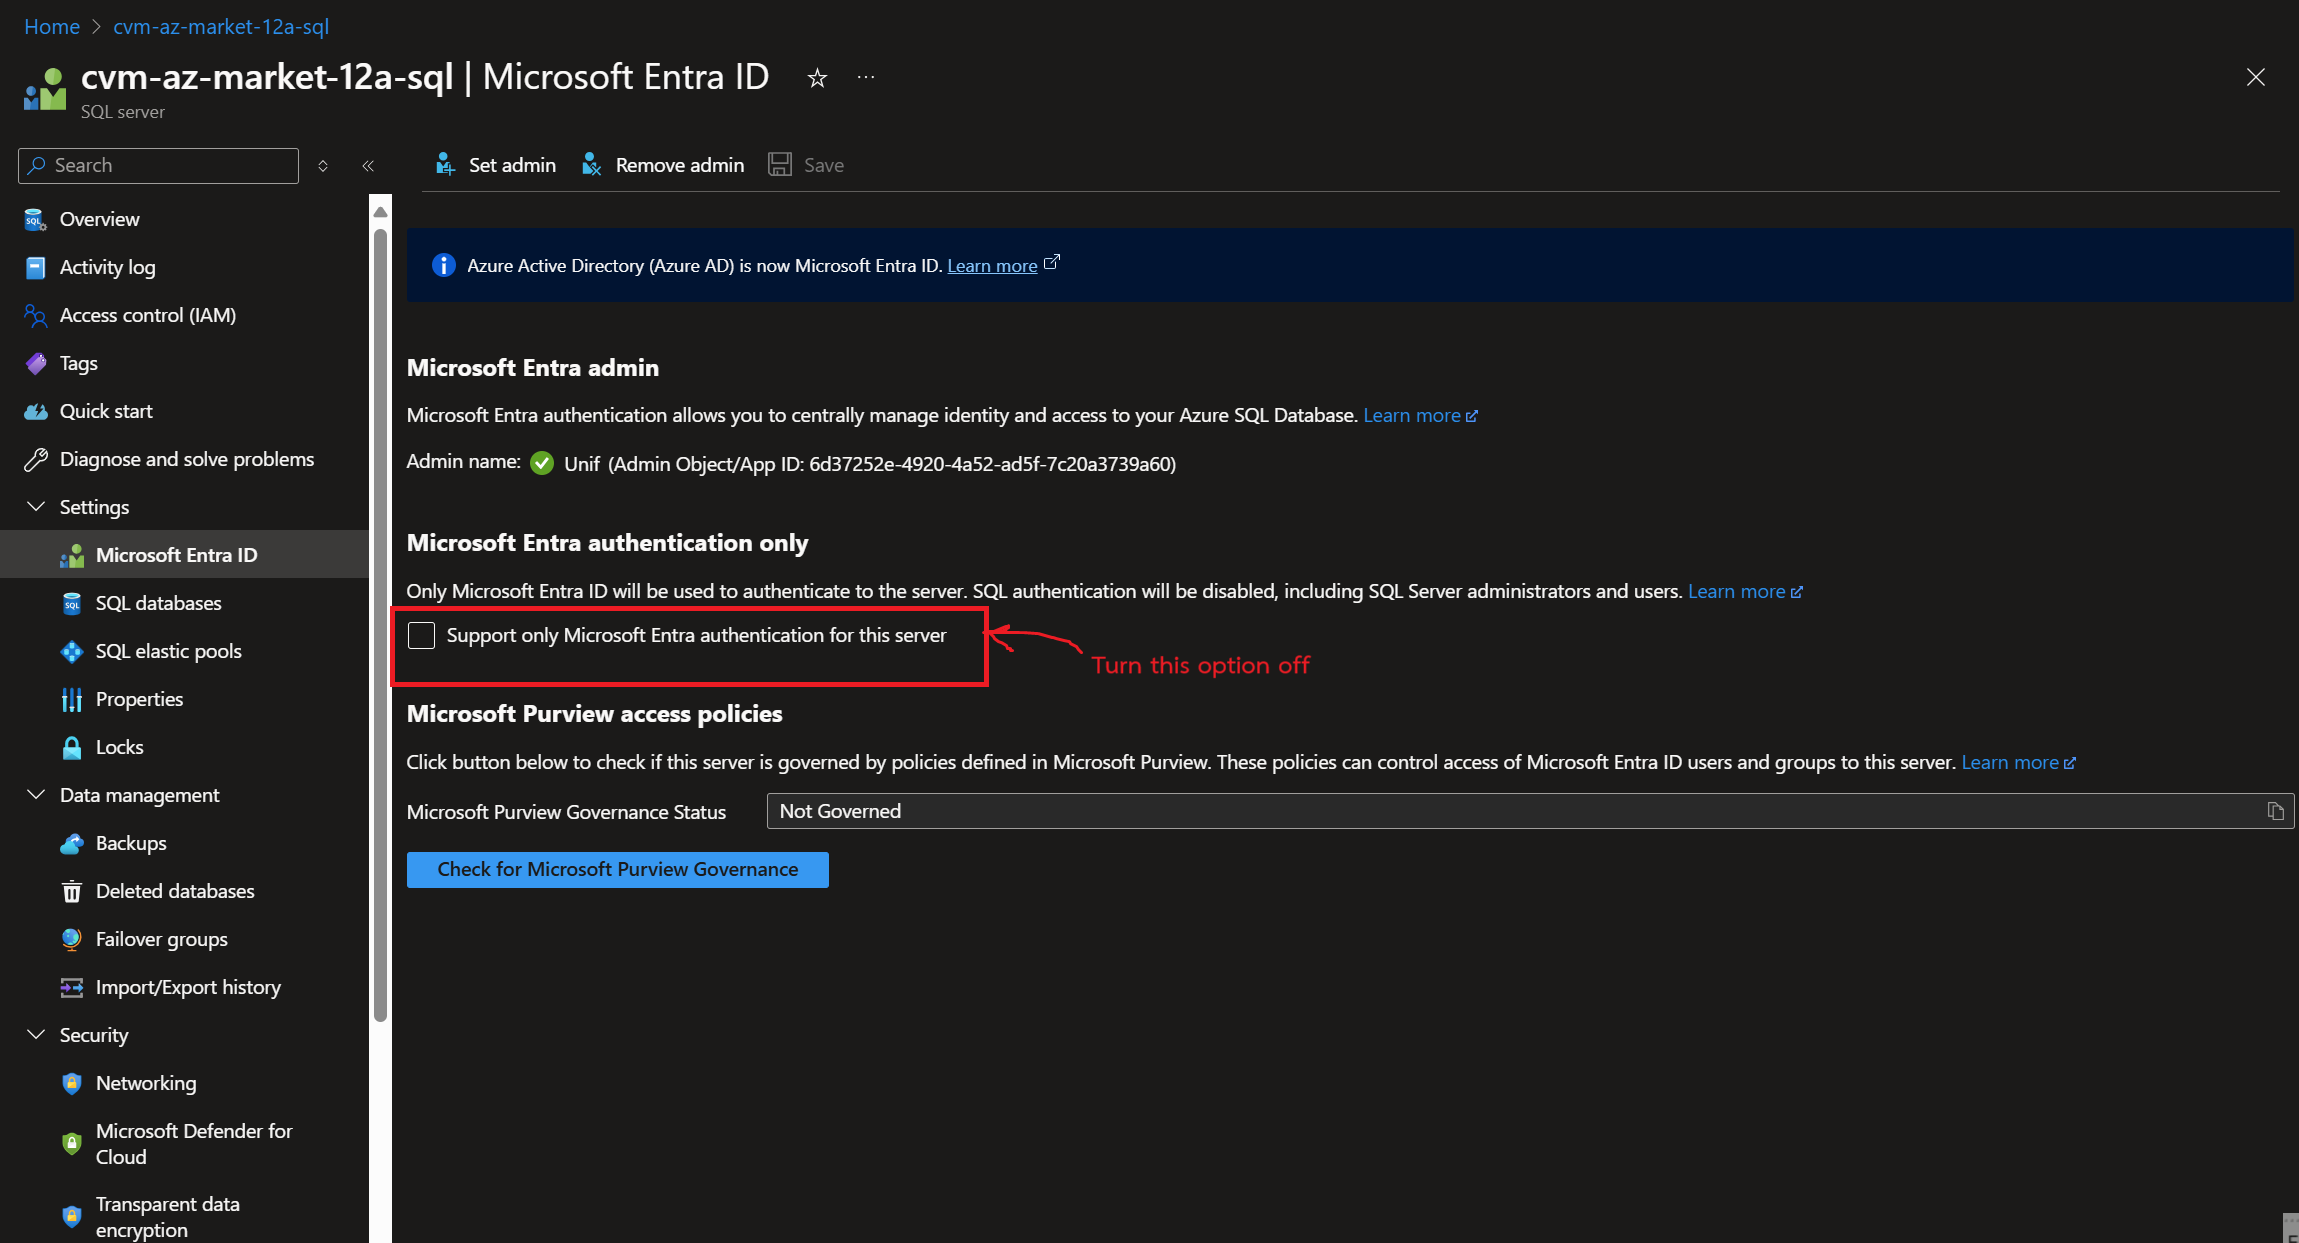 Home > cvm-az-market-12a-sql
cvm-az-market-12a-sql | Microsoft Entra ID
SQL server
Search
Overview
Activity log
Access control (IAM)
Tags
Quick start
Diagnose and solve problems
Settings
Microsoft Entra ID
SQL databases
SQL elastic pools
Properties
Locks
Data management
Backups
Deleted databases
Failover groups
Import/Export history
Security
Networking
Microsoft Defender for
Cloud
Transparent data
encryption
Set admin Remove admin Save
Azure Active Directory (Azure AD) is now Microsoft Entra ID. Learn more
Microsoft Entra admin
Microsoft Entra authentication allows you to centrally manage identity and access to your Azure SQL Database. Learn more
Admin name: Unif (Admin Object/App ID: 6d37252e-4920-4a52-ad5f-7c20a3739a60)
Microsoft Entra authentication only
Only Microsoft Entra ID will be used to authenticate to the server. SQL authentication will be disabled, including SQL Server administrators and users. Learn more
Support only Microsoft Entra authentication for this server
Turn this option off
Microsoft Purview access policies
Click button below to check if this server is governed by policies defined in Microsoft Purview. These policies can control access of Microsoft Entra ID users and groups to this server. Learn more
Microsoft Purview Governance Status Not Governed
Check for Microsoft Purview Governance